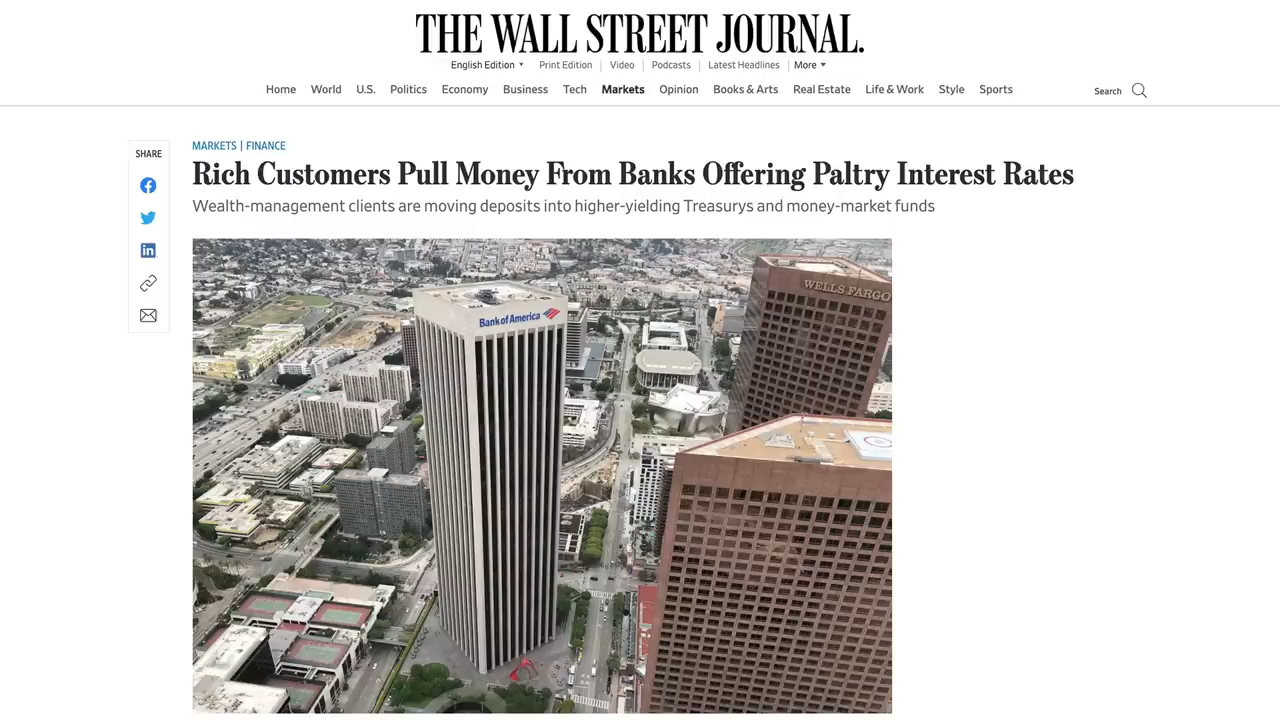 THE WALL STREET JOURNAL.
English Edition Print Edition Video Podcasts Latest Headlines More
Home World U.S. Politics Economy Business Tech Markets Opinion Books & Arts Real Estate Life & Work Style Sports
Search
SHARE
MARKETS | FINANCE
Rich Customers Pull Money From Banks Offering Paltry Interest Rates
Wealth-management clients are moving deposits into higher-yielding Treasurys and money-market funds
Bank of America
WELLS FARGO